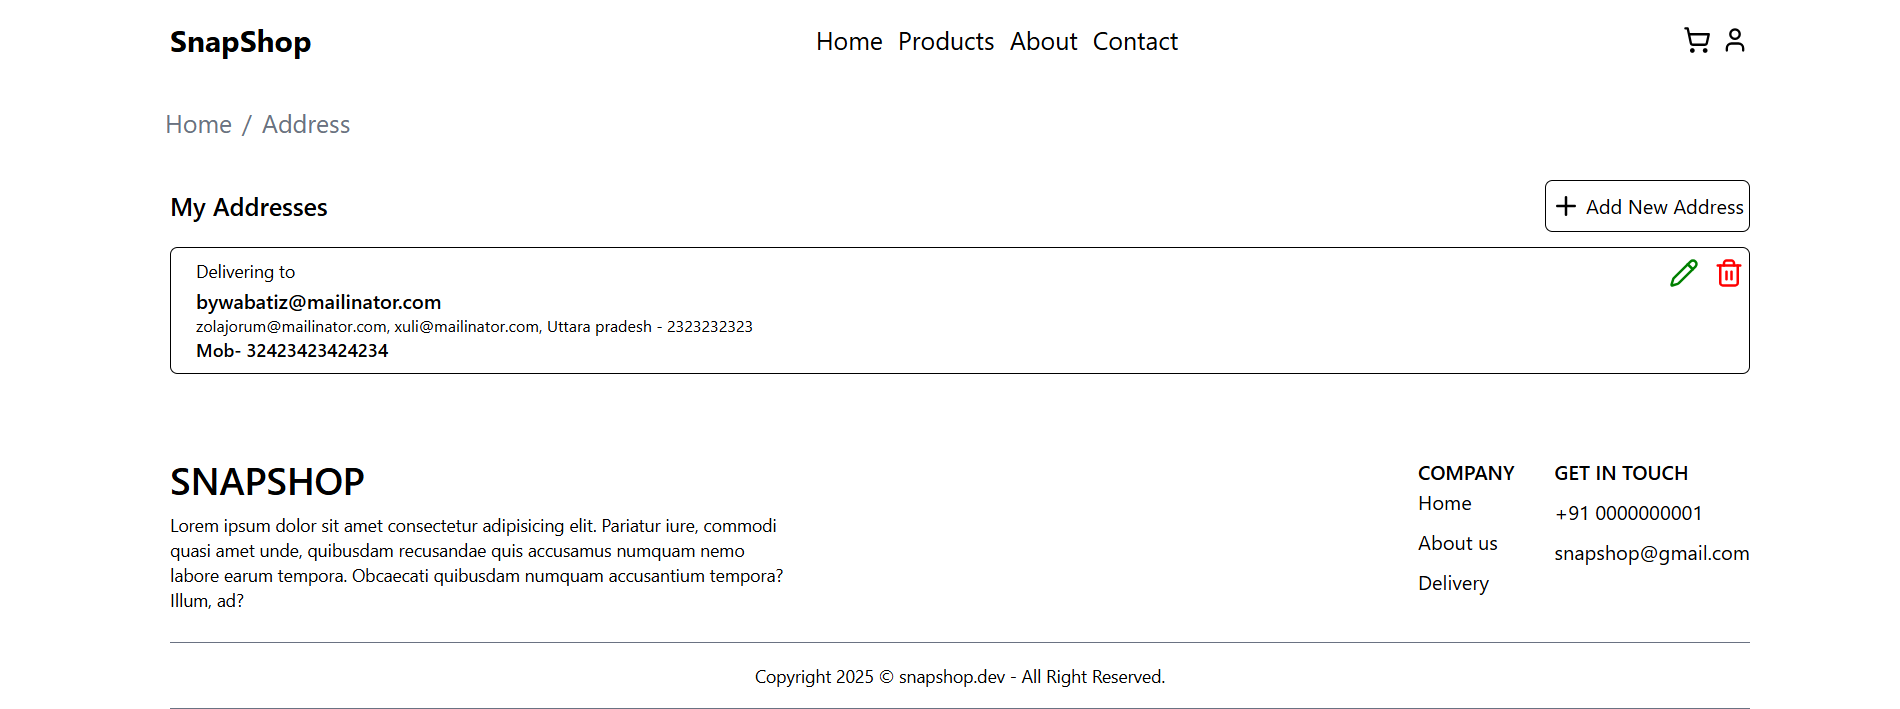 SnapShop
Home Products About Contact
Home / Address
My Addresses
Add New Address
Delivering to
bywabatiz@mailinator.com
zolajorum@mailinator.com, xuli@mailinator.com, Uttara pradesh - 2323232323
Mob- 32423423424234
SNAPSHOP
Lorem ipsum dolor sit amet consectetur adipisicing elit. Pariatur iure, commodi
quasi amet unde, quibusdam recusandae quis accusamus numquam nemo
labore earum tempora. Obcaecati quibusdam numquam accusantium tempora?
Illum, ad?
COMPANY
Home
About us
Delivery
GET IN TOUCH
+91 0000000001
snapshop@gmail.com
Copyright 2025 © snapshop.dev - All Right Reserved.